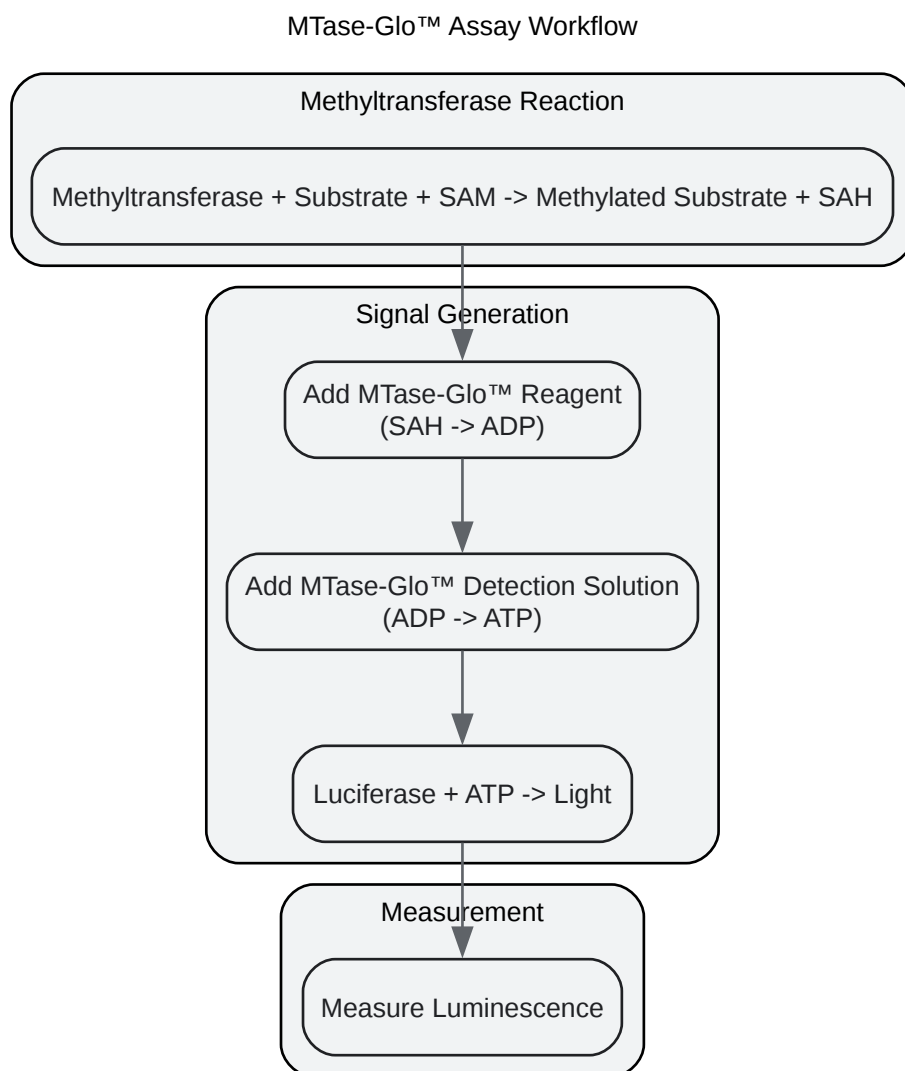 MTase-Glo™ Assay Workflow
Methyltransferase Reaction
Methyltransferase + Substrate + SAM -> Methylated Substrate + SAH
Signal Generation
Add MTase-Glo™ Reagent
(SAH -> ADP)
Add MTase-Glo™ Detection Solution
(ADP -> ATP)
Luciferase + ATP -> Light
Measurement
Measure Luminescence